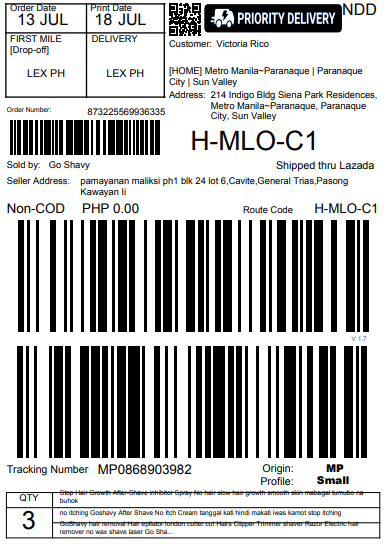 Order Date
13 JUL
Print Date
18 JUL
PRIORITY DELIVERY
NDD
FIRST MILE
[Drop-off]
LEX PH
DELIVERY
LEX PH
Customer: Victoria Rico
[HOME] Metro Manila~Paranaque | Paranaque
City | Sun Valley
Address: 214 Indigo Bldg Siena Park Residences,
Metro Manila~Paranaque, Paranaque
City, Sun Valley
Order Number: 873225569936335
H-MLO-C1
Sold by: Go Shavy
Shipped thru Lazada
Seller Address: pamayanan maliksi ph1 blk 24 lot 6,Cavite,General Trias,Pasong
Kawayan Ii
Non-COD PHP 0.00
Route Code H-MLO-C1
V 1.7
Tracking Number MP0868903982
Origin: MP
Profile: Small
QTY
3
Stop Hair Growth After-Shave inhibitor Spray No hair slow hair growth smooth skin mabagal tumubo na
buhok
no itching Goshavy After Shave No Itch Cream tanggal kati hindi makati iwas kamot stop itching
GoShavy hair removal Hair epilator london cutter cut Hairs Clipper Trimmer shaver Razor Electric hair
remover no wax shave laser Go Sha...